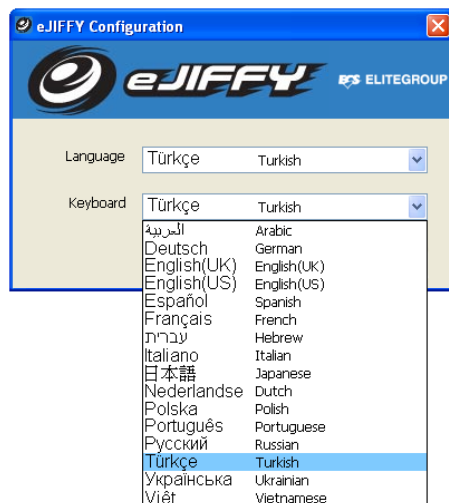 eJIFFY Configuration
eJIFFY ECS ELITEGROUP
Language Türkçe Turkish
Keyboard Türkçe Turkish
العربية Arabic
Deutsch German
English(UK) English(UK)
English(US) English(US)
Español Spanish
Français French
עברית Hebrew
Italiano Italian
日本語 Japanese
Nederlandse Dutch
Polska Polish
Português Portuguese
Русский Russian
Türkçe Turkish
Українська Ukrainian
Việt Vietnamese